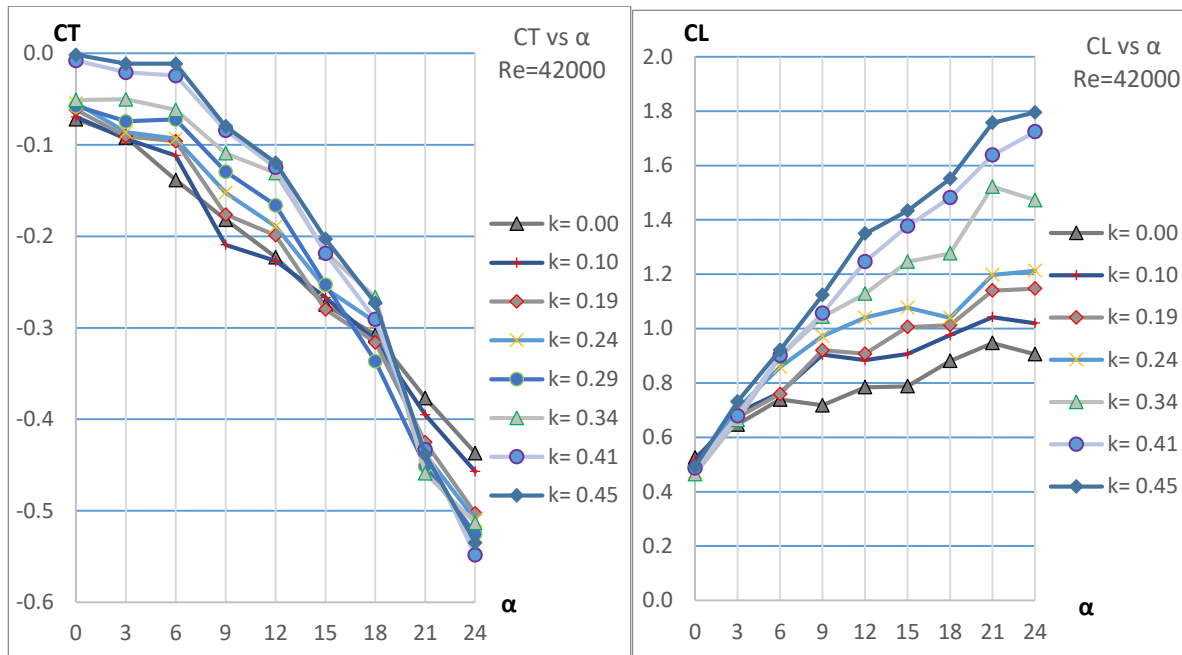 CT
CT vs α
Re=42000
0.0
-0.1
-0.2
-0.3
-0.4
-0.5
-0.6
k= 0.00
k= 0.10
k= 0.19
k= 0.24
k= 0.29
k= 0.34
k= 0.41
k= 0.45
α
0 3 6 9 12 15 18 21 24
CL
CL vs α
Re=42000
2.0
1.8
1.6
1.4
1.2
1.0
0.8
0.6
0.4
0.2
0.0
k= 0.00
k= 0.10
k= 0.19
k= 0.24
k= 0.34
k= 0.41
k= 0.45
α
0 3 6 9 12 15 18 21 24